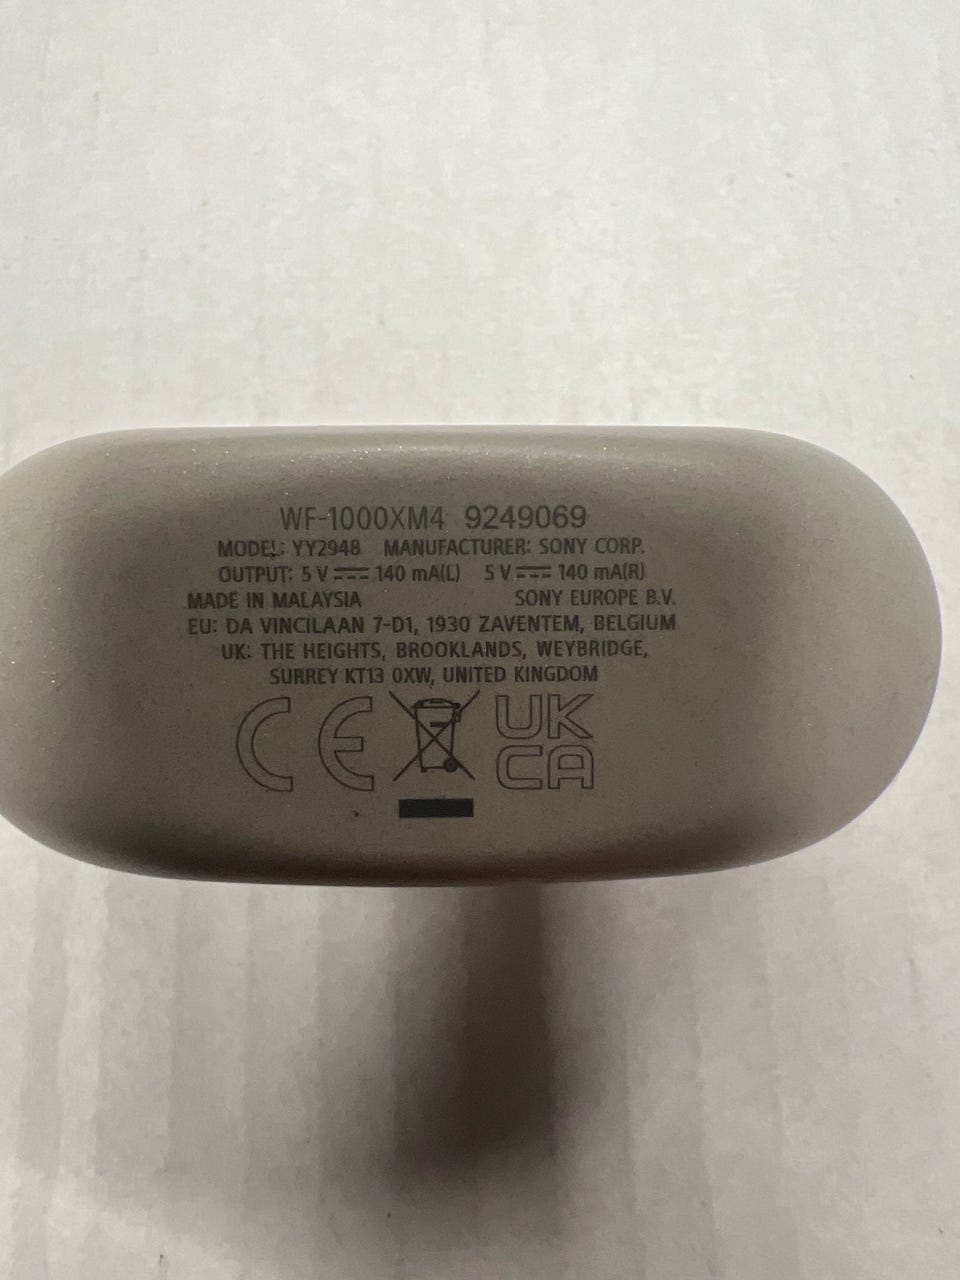 WF-1000XM4 9249069
MODEL: YY2948 MANUFACTURER: SONY CORP.
OUTPUT: 5 V ⎓ 140 mA(L) 5 V ⎓ 140 mA(R)
MADE IN MALAYSIA SONY EUROPE B.V.
EU: DA VINCILAAN 7-D1, 1930 ZAVENTEM, BELGIUM
UK: THE HEIGHTS, BROOKLANDS, WEYBRIDGE,
SURREY KT13 0XW, UNITED KINGDOM
CE UK
CA